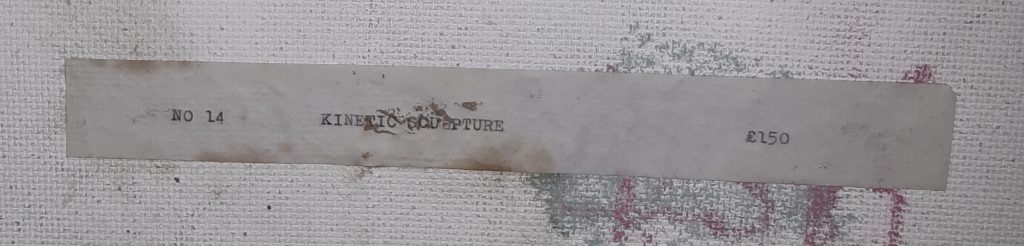 NO 14 KINETIC SCULPTURE £150